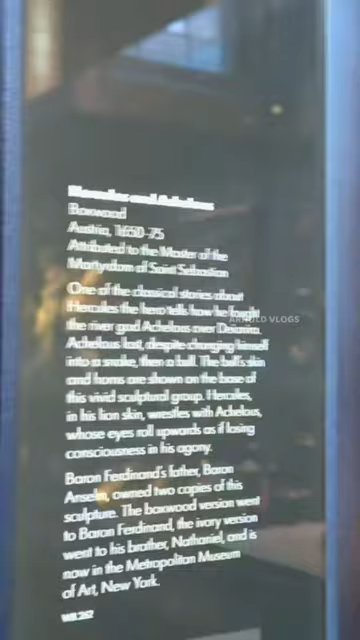 Hercules and Achelous
Boxwood
Austria, 1650-75
Attributed to the Master of the
Martyrdom of Saint Sebastian
One of the classical stories about
Hercules the hero tells how he fought
the river god Achelous over Deianira.
Achelous lost, despite changing himself
into a snake, then a bull. The bull's skin
and horns are shown on the base of
this vivid sculptural group. Hercules,
in his lion skin, wrestles with Achelous,
whose eyes roll upwards as if losing
consciousness in his agony.
Baron Ferdinand's father, Baron
Anselm, owned two copies of this
sculpture. The boxwood version went
to Baron Ferdinand, the ivory version
went to his brother, Nathaniel, and is
now in the Metropolitan Museum
of Art, New York.
WB.262
ARNOLD VLOGS